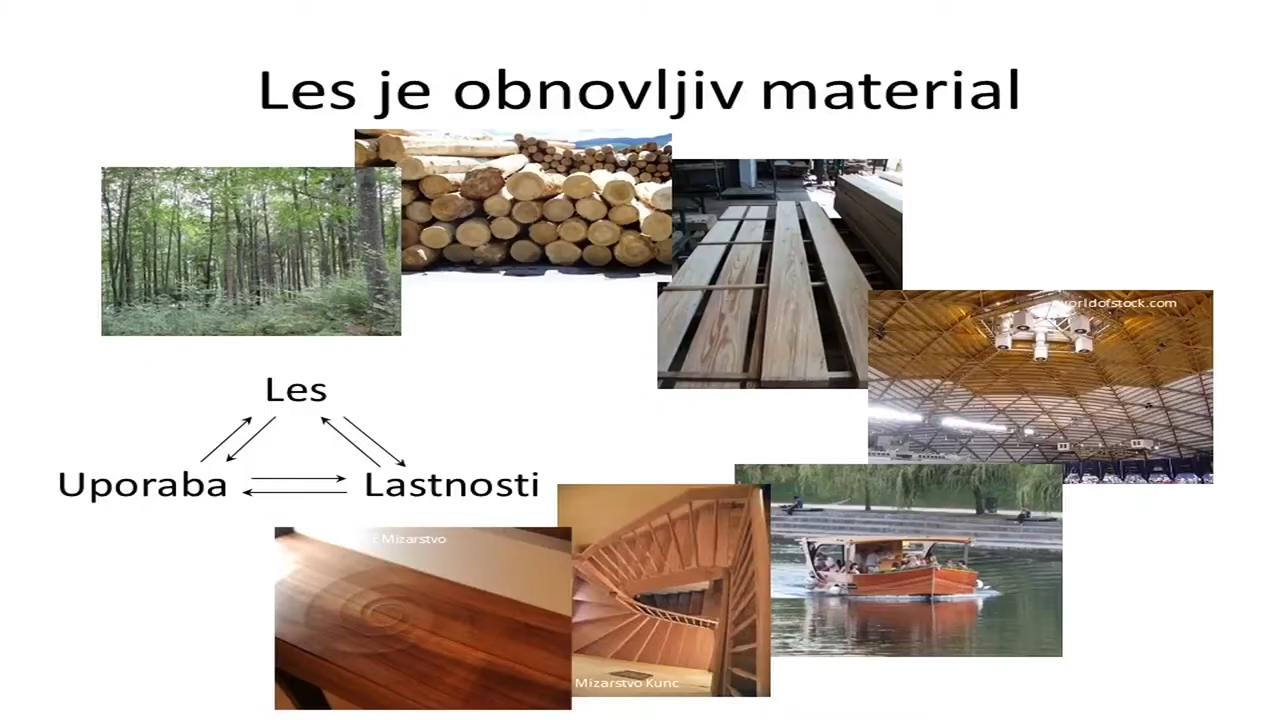 Les je obnovljiv material
worldofstock.com
Les
Uporaba
Lastnosti
Mizarstvo
Mizarstvo Kunc